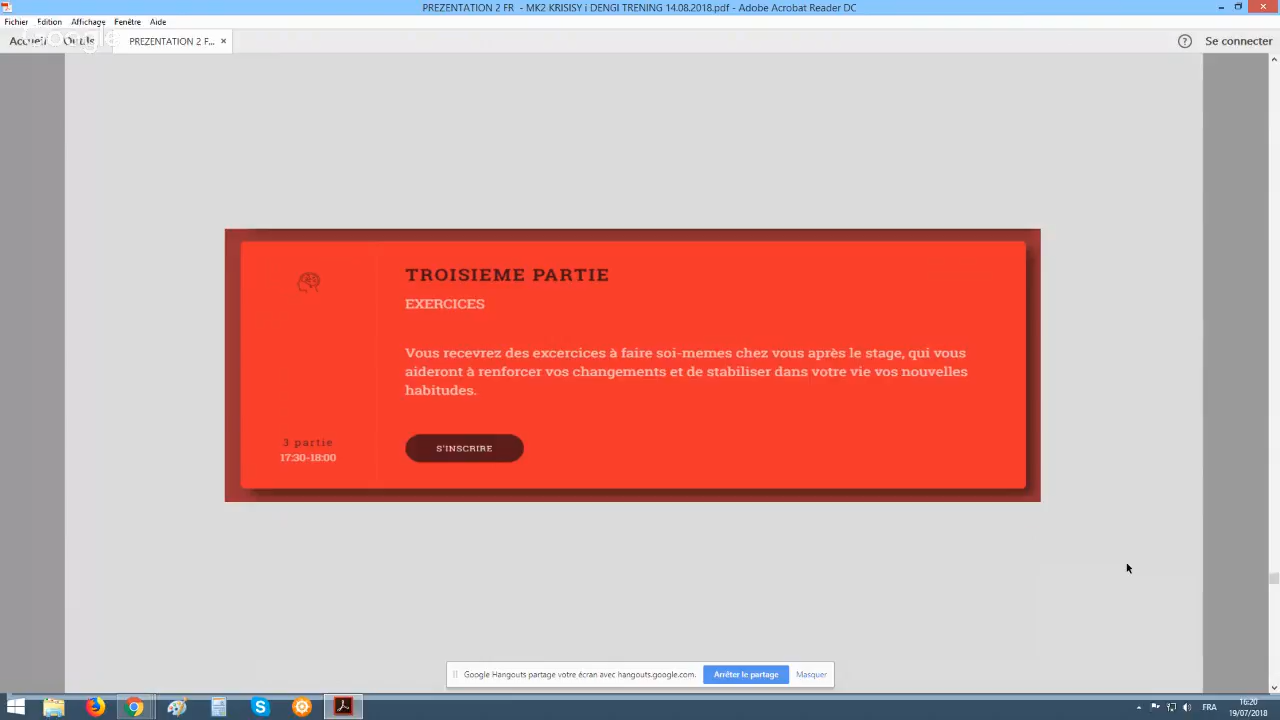 PREZENTATION 2 FR - MK2 KRISISY i DENGI TRENING 14.08.2018.pdf - Adobe Acrobat Reader DC
Fichier Edition Affichage Fenêtre Aide
Google
Accueil Outils PREZENTATION 2 F... × ? Se connecter
TROISIEME PARTIE
EXERCICES
Vous recevrez des excercices à faire soi-memes chez vous après le stage, qui vous
aideront à renforcer vos changements et de stabiliser dans votre vie vos nouvelles
habitudes.
3 partie
17:30-18:00
S'INSCRIRE
Google Hangouts partage votre écran avec hangouts.google.com. Arrêter le partage Masquer
FRA
16:20
19/07/2018